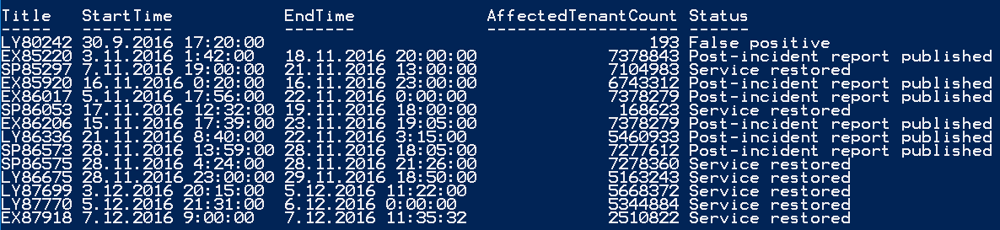 Title   StartTime           EndTime             AffectedTenantCount Status
-----   ---------           -------             ------------------- ------
LY80242 30.9.2016 17:20:00                                      193 False positive
EX85220 3.11.2016 1:42:00   18.11.2016 20:00:00             7378843 Post-incident report published
SP85297 7.11.2016 19:00:00  21.11.2016 13:00:00             7104983 Service restored
EX85920 16.11.2016 0:20:00  16.11.2016 23:00:00             6743312 Post-incident report published
EX86017 5.11.2016 17:56:00  22.11.2016 0:00:00              7378279 Post-incident report published
SP86053 17.11.2016 12:32:00 19.11.2016 18:00:00              168623 Service restored
EX86206 15.11.2016 17:39:00 23.11.2016 19:05:00             7378279 Post-incident report published
LY86336 21.11.2016 8:40:00  22.11.2016 3:15:00              5460933 Post-incident report published
SP86573 28.11.2016 13:59:00 28.11.2016 18:05:00             7277612 Post-incident report published
SP86575 28.11.2016 4:24:00  28.11.2016 21:26:00             7278360 Service restored
LY86675 28.11.2016 23:00:00 29.11.2016 18:50:00             5163243 Service restored
LY87699 3.12.2016 20:15:00  5.12.2016 11:22:00              5668372 Service restored
LY87770 5.12.2016 21:31:00  6.12.2016 0:00:00               5344884 Service restored
EX87918 7.12.2016 9:00:00   7.12.2016 11:35:32              2510822 Service restored